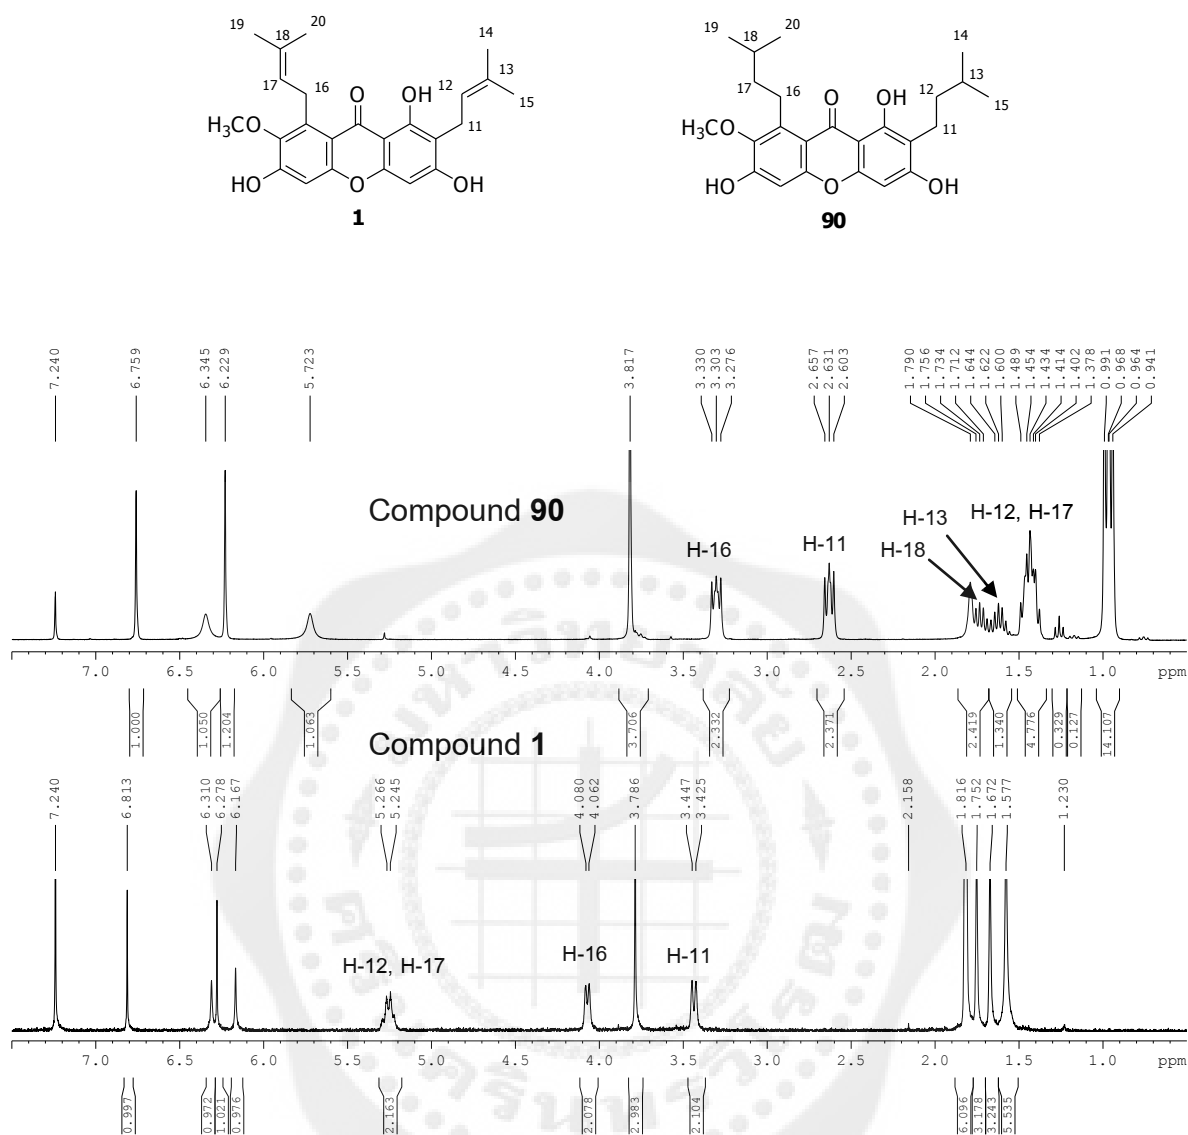 19 20
18
17 16
14
13
12
15
11
O OH
H3CO
HO O OH
1
19 20
18
17 16
14
12 13
15
11
O OH
H3CO
HO O OH
90
7.240 6.759 6.345 6.229 5.723 3.817 3.330 3.303 3.276 2.657 2.631 2.603 1.790 1.756 1.734 1.712 1.644 1.622 1.600 1.489 1.454 1.434 1.414 1.402 1.378 0.991 0.968 0.964 0.941
Compound 90
H-16 H-11 H-18 H-13 H-12, H-17
7.0 6.5 6.0 5.5 5.0 4.5 4.0 3.5 3.0 2.5 2.0 1.5 1.0 ppm
1.000 1.050 1.204 1.063 3.706 2.332 2.371 2.419 1.340 4.776 0.329 0.127 14.107
Compound 1
7.240 6.813 6.310 6.278 6.167 5.266 5.245 4.080 4.062 3.786 3.447 3.425 2.158 1.816 1.752 1.672 1.577 1.230
H-12, H-17 H-16 H-11
7.0 6.5 6.0 5.5 5.0 4.5 4.0 3.5 3.0 2.5 2.0 1.5 1.0 ppm
0.997 0.972 1.021 0.976 2.163 2.078 2.983 2.104 6.096 3.178 3.243 5.535